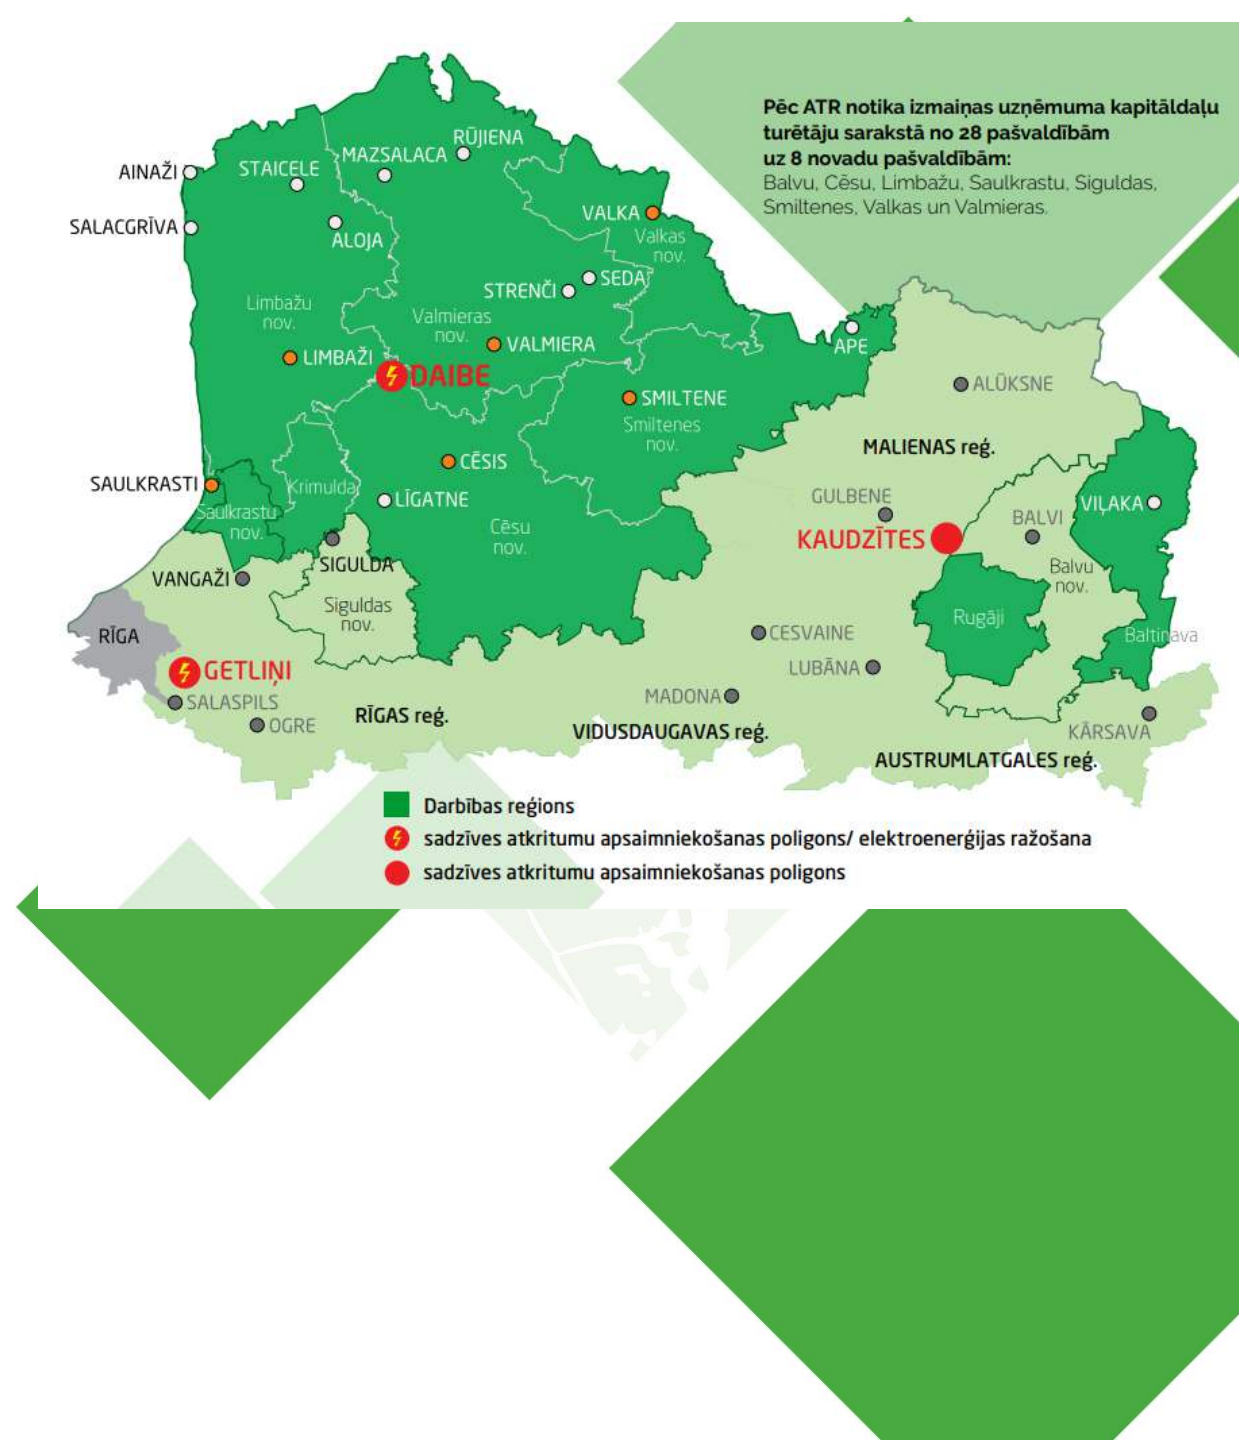 Pēc ATR notika izmaiņas uzņēmuma kapitāldaļu
turētāju sarakstā no 28 pašvaldībām
uz 8 novadu pašvaldībām:
Balvu, Cēsu, Limbažu, Saulkrastu, Siguldas,
Smiltenes, Valkas un Valmieras.
RŪJIENA
MAZSALACA
STAICELE
AINAŽI
VALKA
SALACGRĪVA
ALOJA
Valkas
nov.
SEDA
STRENČI
Limbažu
nov.
Valmieras
nov.
VALMIERA
APE
LIMBAŽI
DAIBE
ALŪKSNE
SMILTENE
Smiltenes
nov.
MALIENAS reģ.
CĒSIS
SAULKRASTI
Krimulda
LĪGATNE
GULBENE
VIĻAKA
Saulkrastu
nov.
BALVI
Cēsu
nov.
KAUDZĪTES
SIGULDA
Balvu
nov.
VANGAŽI
Siguldas
nov.
Rugāji
RĪGA
CESVAINE
Baltinava
GETLIŅI
LUBĀNA
SALASPILS
MADONA
RĪGAS reģ.
OGRE
VIDUSDAUGAVAS reģ.
KĀRSAVA
AUSTRUMLATGALES reģ.
Darbības reģions
sadzīves atkritumu apsaimniekošanas poligons/ elektroenerģijas ražošana
sadzīves atkritumu apsaimniekošanas poligons